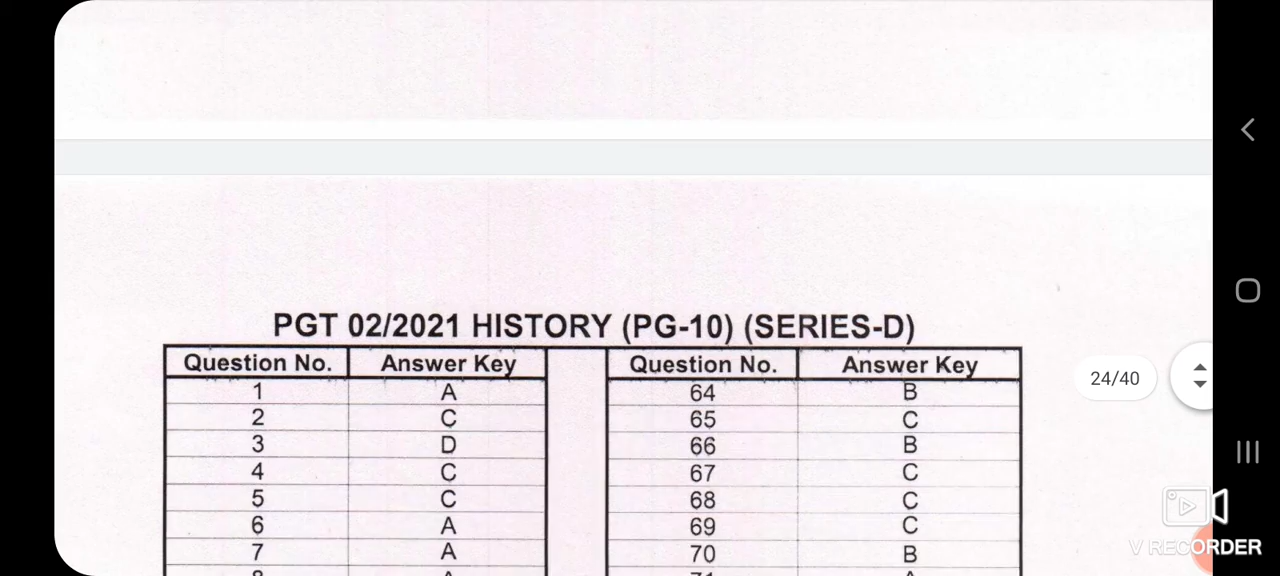 PGT 02/2021 HISTORY (PG-10) (SERIES-D)
Question No. Answer Key Question No. Answer Key
1 A 64 B
2 C 65 C
3 D 66 B
4 C 67 C
5 C 68 C
6 A 69 C
7 A 70 B
24/40
V RECORDER